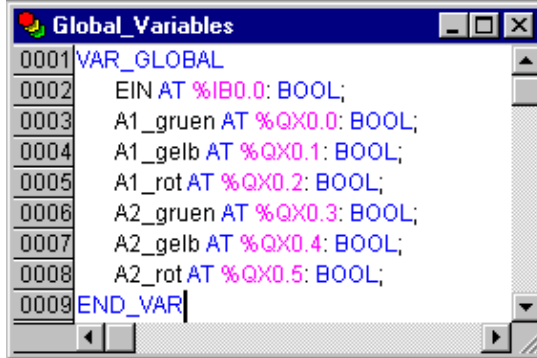 Global_Variables
0001 VAR_GLOBAL
0002 EIN AT %IB0.0: BOOL;
0003 A1_gruen AT %QX0.0: BOOL;
0004 A1_gelb AT %QX0.1: BOOL;
0005 A1_rot AT %QX0.2: BOOL;
0006 A2_gruen AT %QX0.3: BOOL;
0007 A2_gelb AT %QX0.4: BOOL;
0008 A2_rot AT %QX0.5: BOOL;
0009 END_VAR